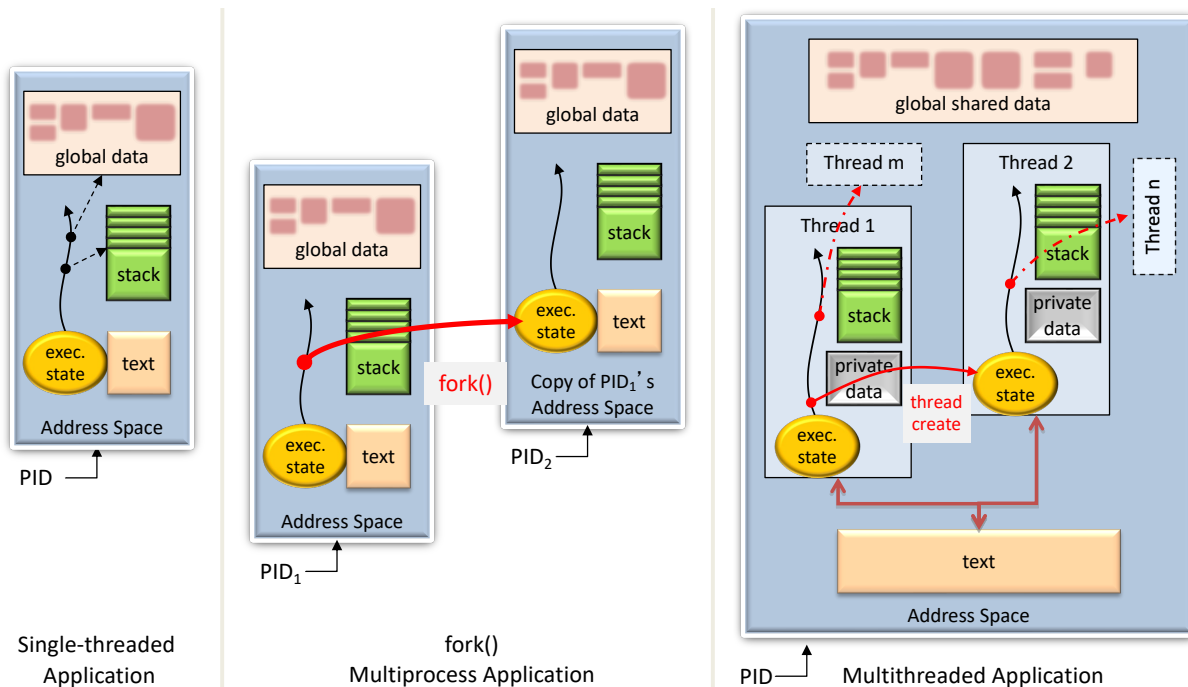 global data
stack
exec.
state
text
Address Space
PID
Single-threaded
Application
global data
stack
exec.
state
text
Address Space
PID1
fork()
global data
stack
exec.
state
text
Copy of PID1’s
Address Space
PID2
fork()
Multiprocess Application
global shared data
Thread m
Thread 2
Thread n
Thread 1
stack
stack
private
data
private
data
exec.
state
thread
create
exec.
state
text
Address Space
PID
Multithreaded Application